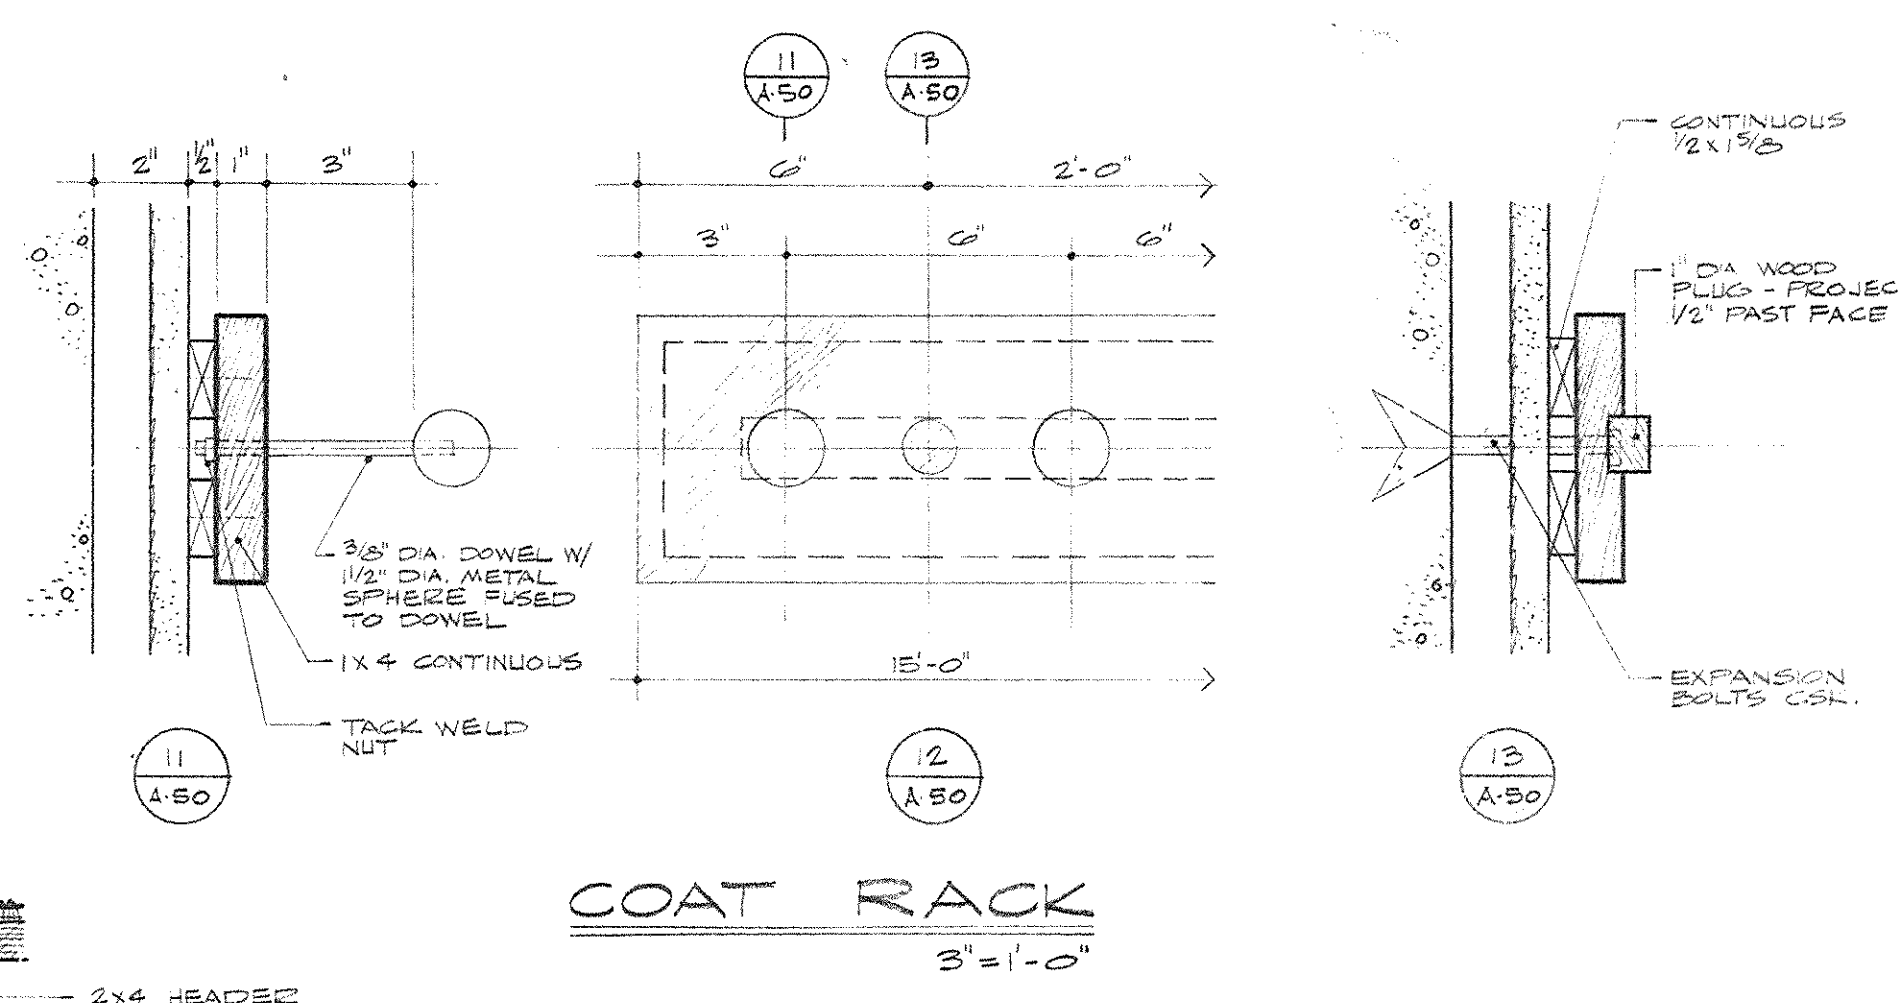 11
A·50
13
A·50
2" 1/2" 1" 3"
6" 2'-0"
3" 6" 6"
CONTINUOUS
1/2 x 1 5/8
1" DIA WOOD
PLUG - PROJEC
1/2" PAST FACE
3/8" DIA. DOWEL W/
1 1/2" DIA. METAL
SPHERE FUSED
TO DOWEL
1X4 CONTINUOUS
TACK WELD
NUT
15'-0"
EXPANSION
BOLTS CSK.
11
A·50
12
A·50
13
A-50
COAT RACK
3"=1'-0"
2X4 HEADER